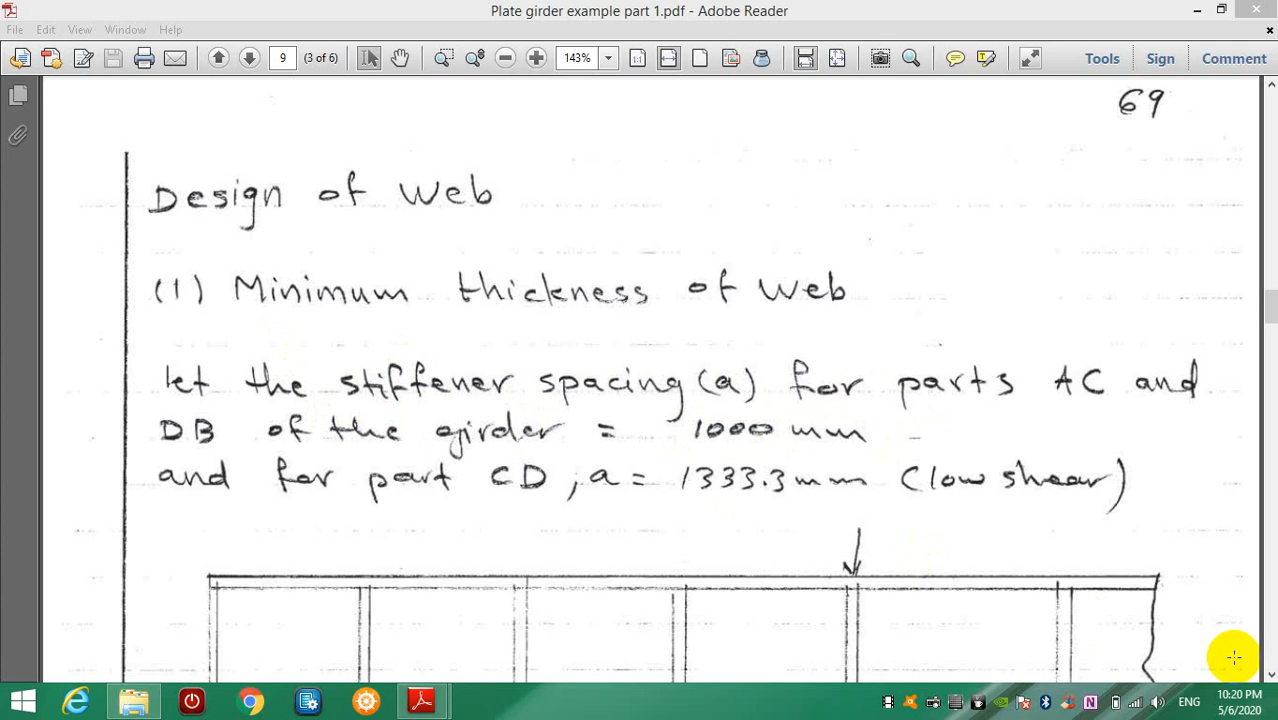 Plate girder example part 1.pdf - Adobe Reader
File Edit View Window Help
9 (3 of 6) 143% Tools Sign Comment
69
Design of Web
(1) Minimum thickness of Web
let the stiffener spacing (a) for parts AC and
DB of the girder = 1000 mm
and for part CD, a = 1333.3 mm (low shear)
ENG
10:20 PM
5/6/2020